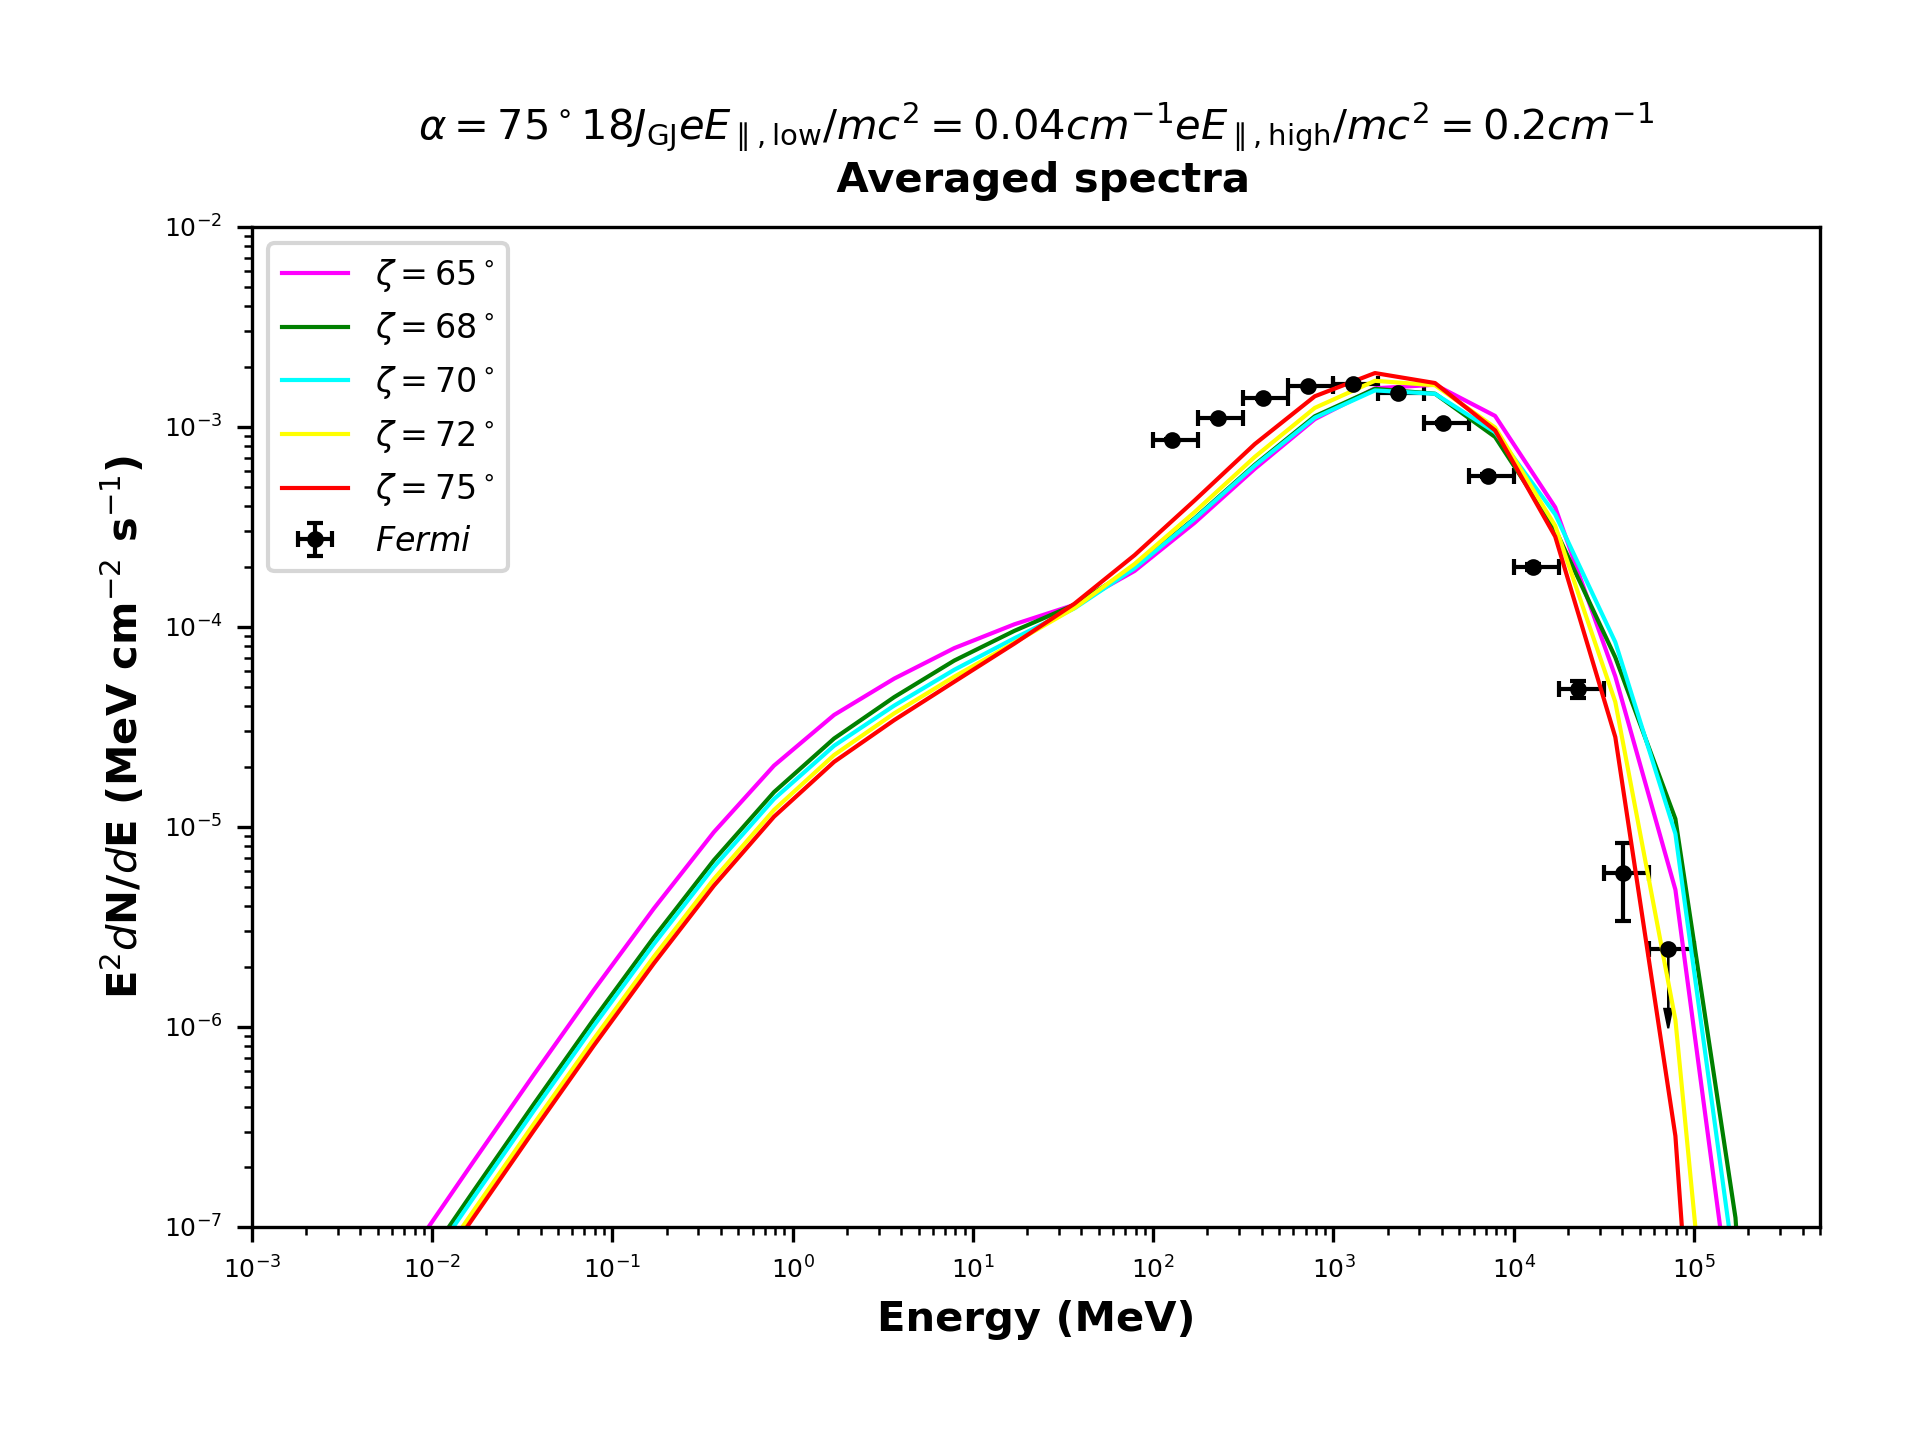 α = 75° 18J_GJ eE_∥,low/mc² = 0.04cm⁻¹ eE_∥,high/mc² = 0.2cm⁻¹
Averaged spectra
E² dN/dE (MeV cm⁻² s⁻¹)
10⁻²
10⁻³
10⁻⁴
10⁻⁵
10⁻⁶
10⁻⁷
ζ = 65°
ζ = 68°
ζ = 70°
ζ = 72°
ζ = 75°
Fermi
10⁻³ 10⁻² 10⁻¹ 10⁰ 10¹ 10² 10³ 10⁴ 10⁵
Energy (MeV)